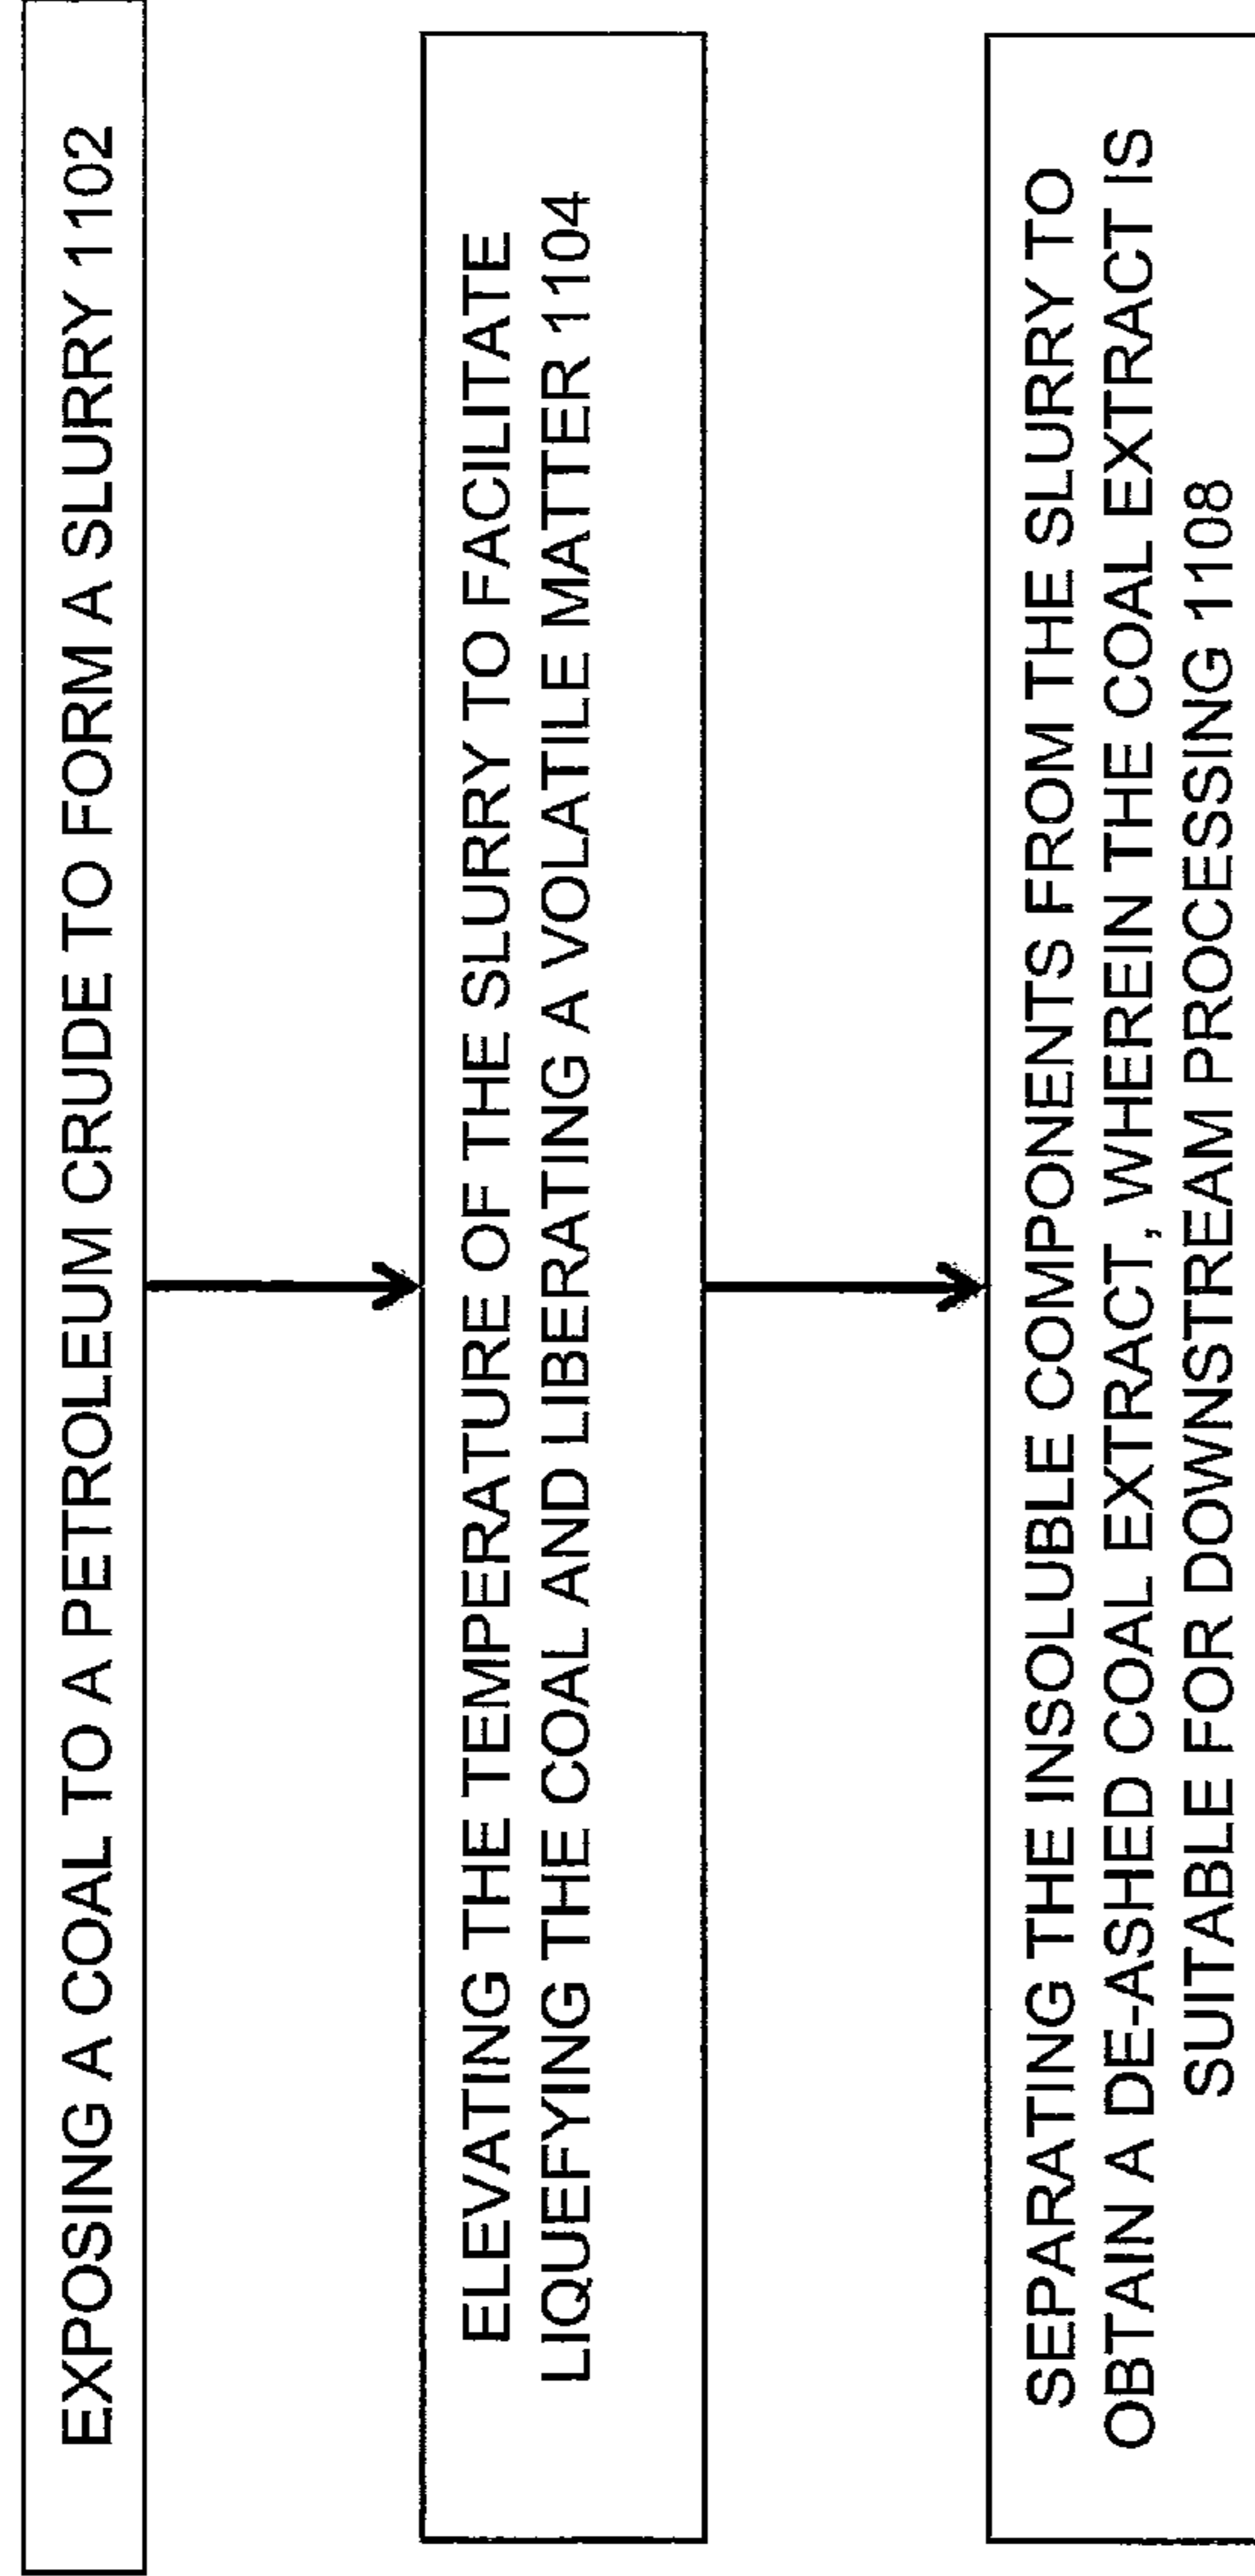 EXPOSING A COAL TO A PETROLEUM CRUDE TO FORM A SLURRY 1102
ELEVATING THE TEMPERATURE OF THE SLURRY TO FACILITATE
LIQUEFYING THE COAL AND LIBERATING A VOLATILE MATTER 1104
SEPARATING THE INSOLUBLE COMPONENTS FROM THE SLURRY TO
OBTAIN A DE-ASHED COAL EXTRACT, WHEREIN THE COAL EXTRACT IS
SUITABLE FOR DOWNSTREAM PROCESSING 1108